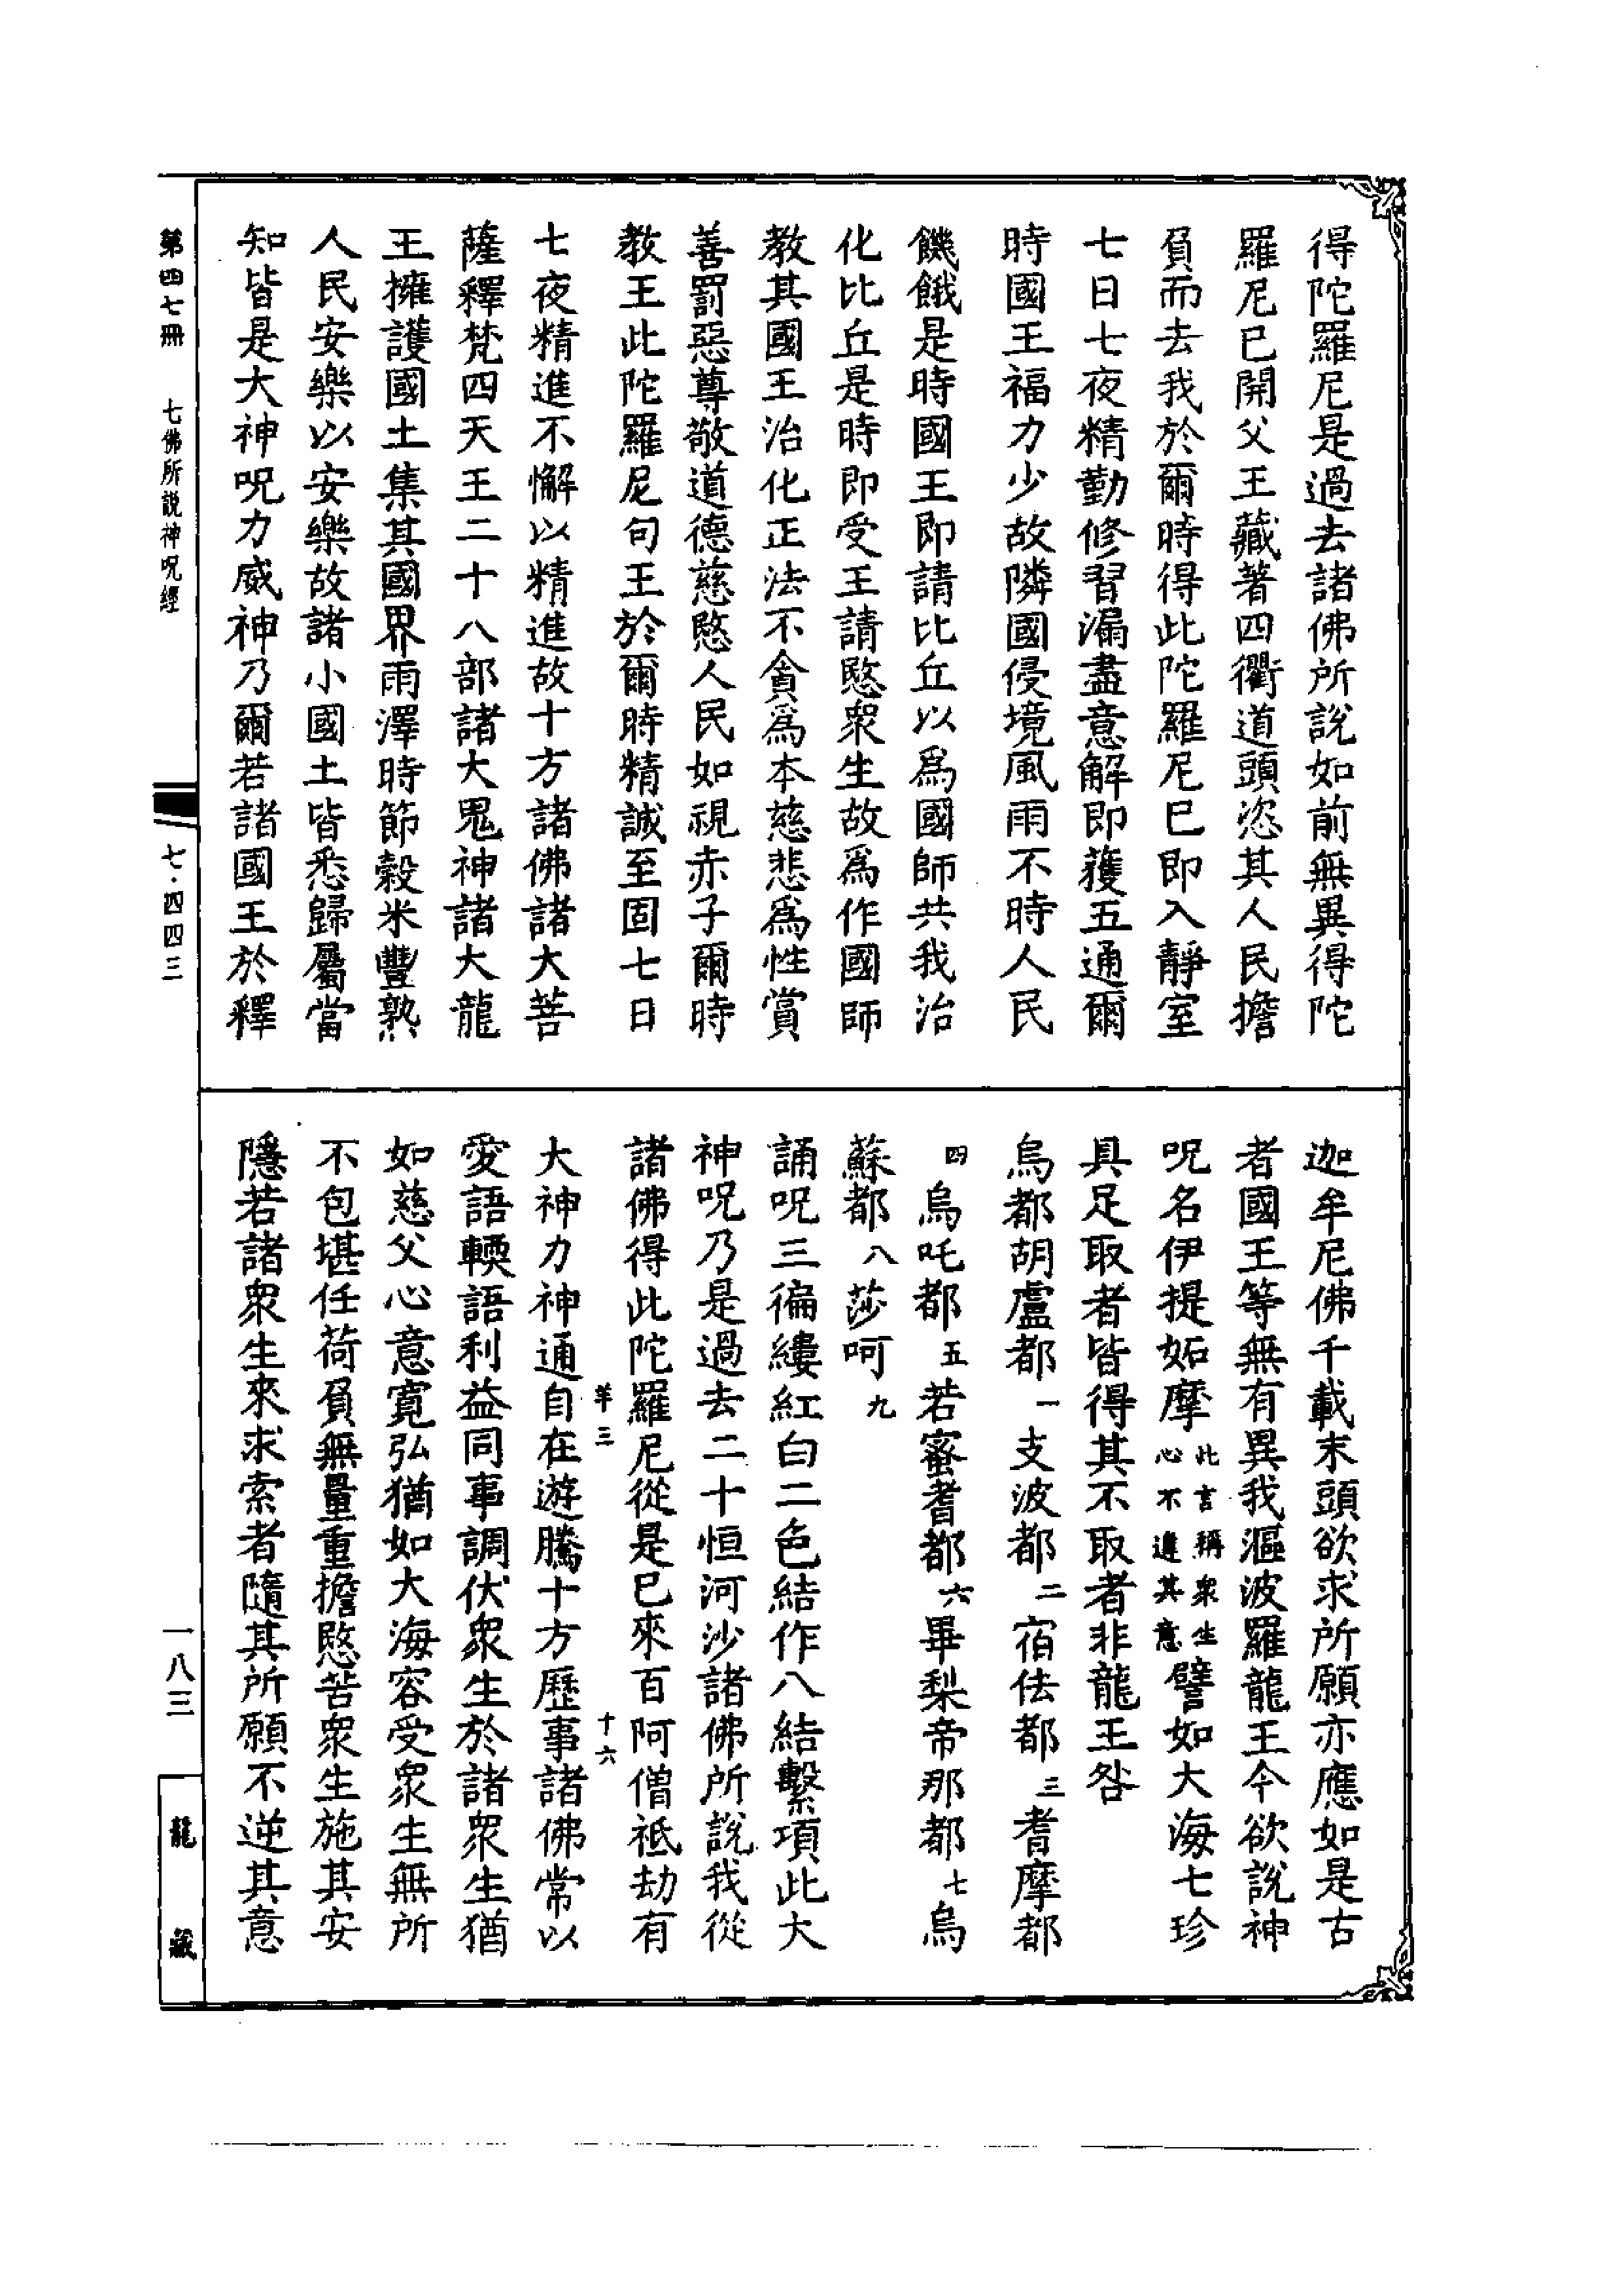 得陀羅尼是過去諸佛所說如前無異得陀
羅尼已開父王藏著四衢道頭恣其人民擔
負而去我於爾時得此陀羅尼已即入靜室
七日七夜精勤修習漏盡意解即獲五通爾
時國王福力少故隣國侵境風雨不時人民
饑餓是時國王即請比丘以爲國師共我治
化比丘是時即受王請愍衆生故爲作國師
教其國王治化正法不貪爲本慈悲爲性賞
善罰惡尊敬道德慈愍人民如視赤子爾時
教王此陀羅尼句王於爾時精誠至固七日
七夜精進不懈以精進故十方諸佛諸大菩
薩釋梵四天王二十八部諸大鬼神諸大龍
王擁護國土集其國界雨澤時節穀米豐熟
人民安樂以安樂故諸小國土皆悉歸屬當
知皆是大神呪力威神乃爾若諸國王於釋
迦牟尼佛千載末頭欲求所願亦應如是古
者國王等無有異我漚波羅龍王今欲說神
呪名伊提妬摩此言稱衆生心不違其意譬如大海七珍
具足取者皆得其不取者非龍王咎
烏都胡盧都一支波都二宿佉都三耆摩都
四烏吒都五若蜜耆都六畢梨帝那都七烏
蘇都八莎呵九
誦呪三徧縷紅白二色結作八結繫項此大
神呪乃是過去二十恒河沙諸佛所說我從
諸佛得此陀羅尼從是已來百阿僧祇劫有
羊三 十六
大神力神通自在遊騰十方歷事諸佛常以
愛語輭語利益同事調伏衆生於諸衆生猶
如慈父心意寬弘猶如大海容受衆生無所
不包堪任荷負無量重擔愍苦衆生施其安
隱若諸衆生來求索者隨其所願不逆其意
第四七冊 七佛所説神呪經
七·四四三
一八三
龍藏